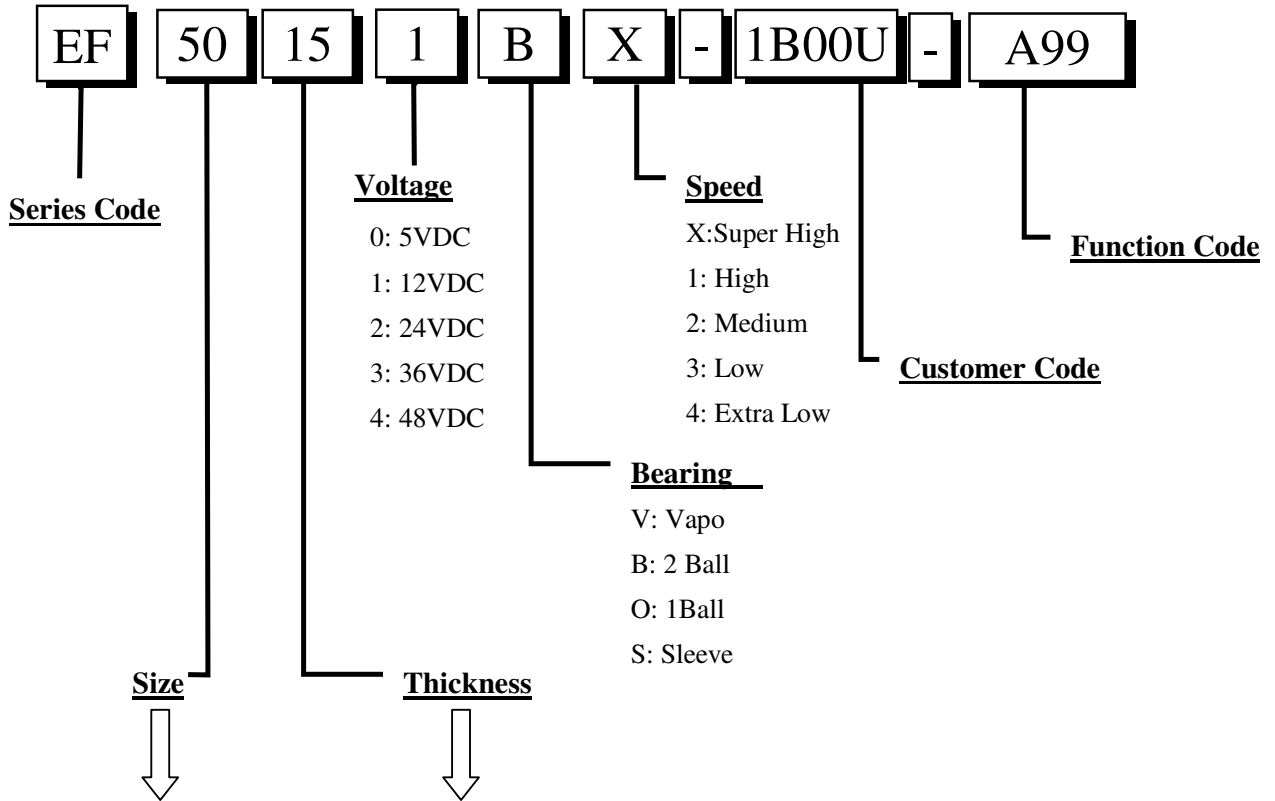 EF 50 15 1 B X - 1B00U - A99
Series Code
Voltage
0: 5VDC
1: 12VDC
2: 24VDC
3: 36VDC
4: 48VDC
Speed
X:Super High
1: High
2: Medium
3: Low
4: Extra Low
Function Code
Customer Code
Bearing
V: Vapo
B: 2 Ball
O: 1Ball
S: Sleeve
Size
Thickness